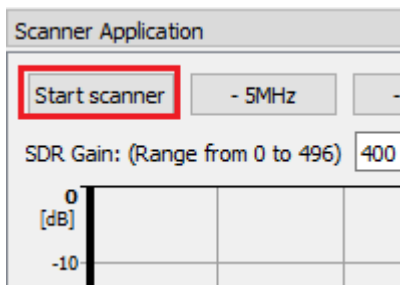 Scanner Application
Start scanner - 5MHz -
SDR Gain: (Range from 0 to 496) 400
0
[dB]
-10